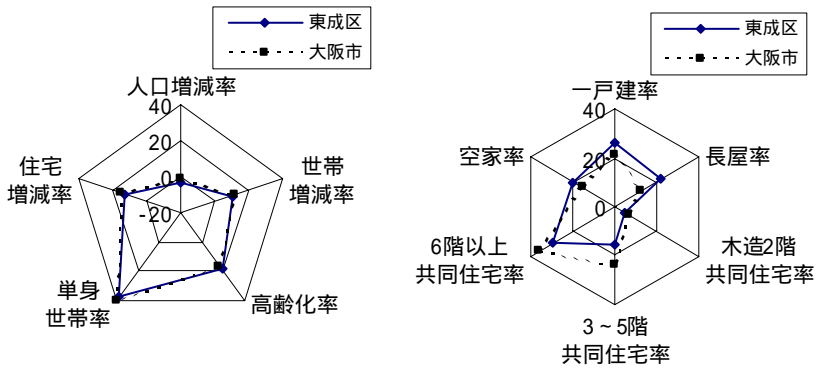 東成区
大阪市
人口増減率
40
20
0
-20
世帯
増減率
高齢化率
単身
世帯率
住宅
増減率
東成区
大阪市
一戸建率
40
20
0
長屋率
木造2階
共同住宅率
3～5階
共同住宅率
6階以上
共同住宅率
空家率